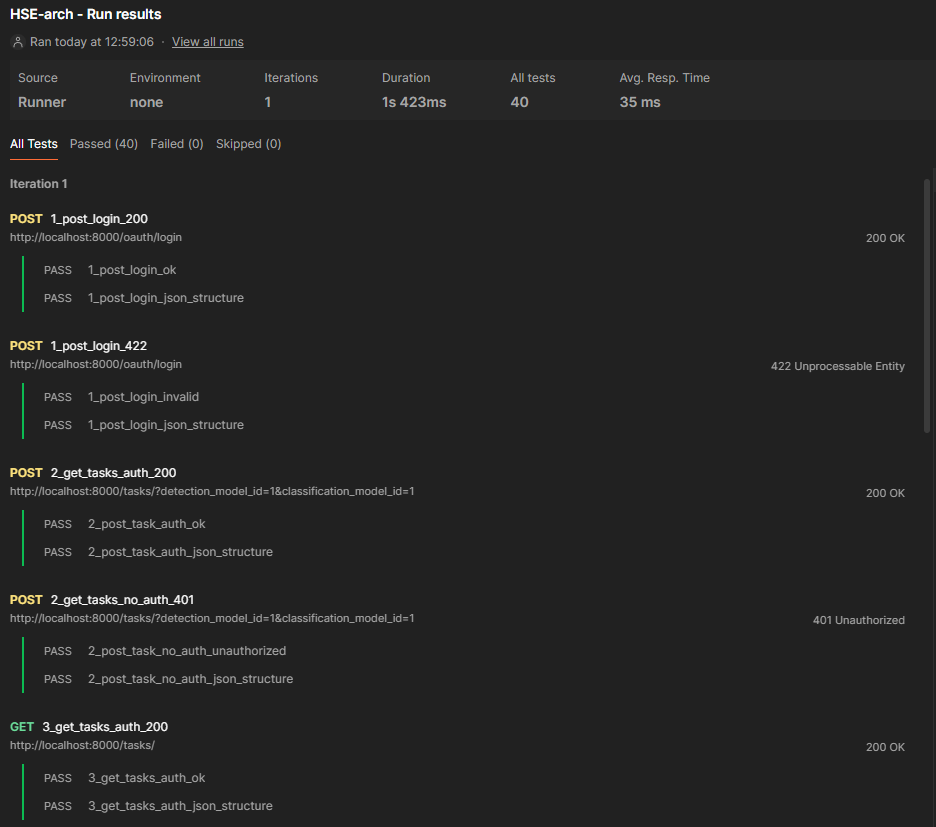 HSE-arch - Run results
Ran today at 12:59:06 · View all runs
Source Environment Iterations Duration All tests Avg. Resp. Time
Runner none 1 1s 423ms 40 35 ms
All Tests Passed (40) Failed (0) Skipped (0)
Iteration 1
POST 1_post_login_200
http://localhost:8000/oauth/login
200 OK
PASS 1_post_login_ok
PASS 1_post_login_json_structure
POST 1_post_login_422
http://localhost:8000/oauth/login
422 Unprocessable Entity
PASS 1_post_login_invalid
PASS 1_post_login_json_structure
POST 2_get_tasks_auth_200
http://localhost:8000/tasks/?detection_model_id=1&classification_model_id=1
200 OK
PASS 2_post_task_auth_ok
PASS 2_post_task_auth_json_structure
POST 2_get_tasks_no_auth_401
http://localhost:8000/tasks/?detection_model_id=1&classification_model_id=1
401 Unauthorized
PASS 2_post_task_no_auth_unauthorized
PASS 2_post_task_no_auth_json_structure
GET 3_get_tasks_auth_200
http://localhost:8000/tasks/
200 OK
PASS 3_get_tasks_auth_ok
PASS 3_get_tasks_auth_json_structure